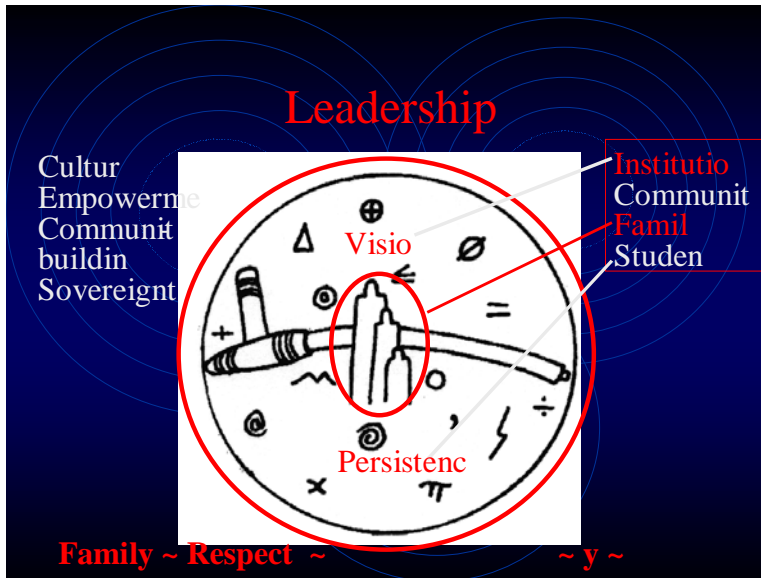 Leadership
Cultur
Empowerme
Communit-
buildin
Sovereignt
Institutio
Communit
Famil
Studen
Visio
Persistenc
Family ~ Respect ~ ~ y ~